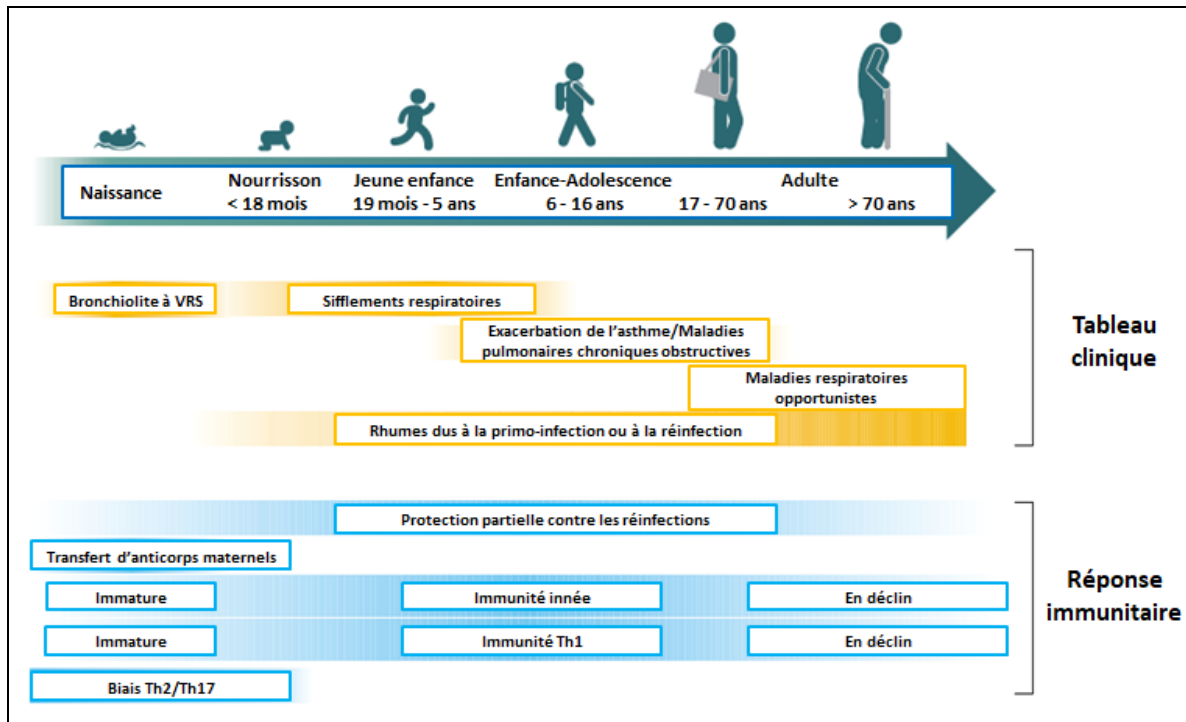 Naissance
Nourrisson
< 18 mois
Jeune enfance
19 mois - 5 ans
Enfance-Adolescence
6 - 16 ans
Adulte
17 - 70 ans
> 70 ans
Bronchiolite à VRS
Sifflements respiratoires
Exacerbation de l'asthme/Maladies
pulmonaires chroniques obstructives
Maladies respiratoires
opportunistes
Rhumes dus à la primo-infection ou à la réinfection
Tableau
clinique
Protection partielle contre les réinfections
Transfert d'anticorps maternels
Immature
Immunité innée
En déclin
Immature
Immunité Th1
En déclin
Biais Th2/Th17
Réponse
immunitaire